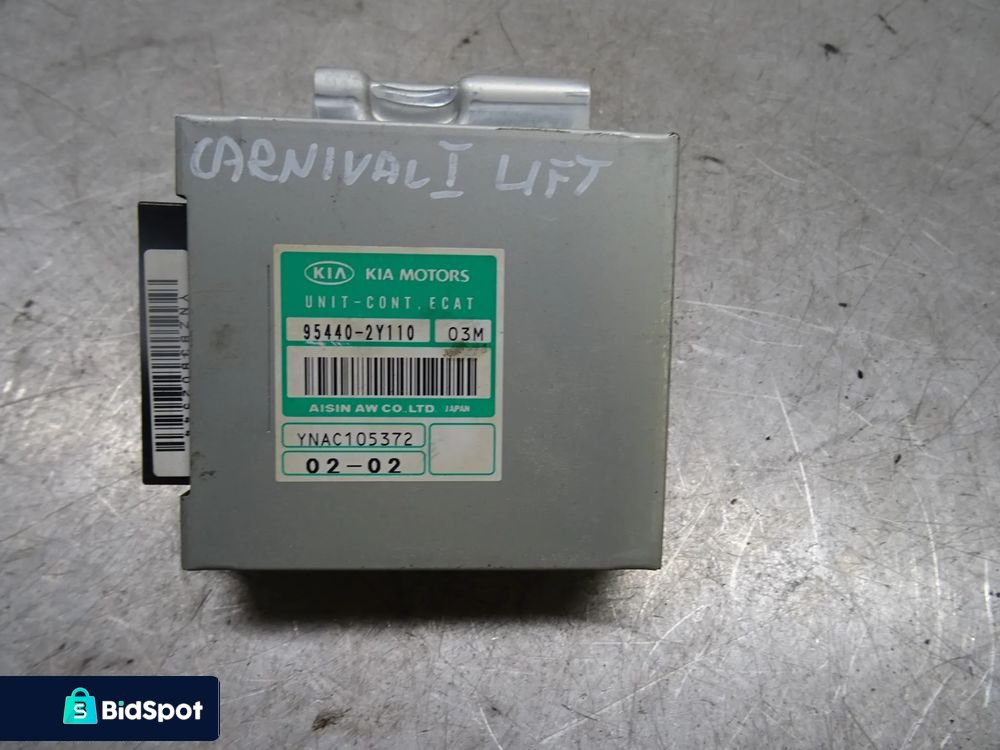 CARNIVAL I LIFT
KIA KIA MOTORS
UNIT-CONT, ECAT
95440-2Y110 03M
AISIN AW CO., LTD. JAPAN
YNAC105372
02-02
BidSpot